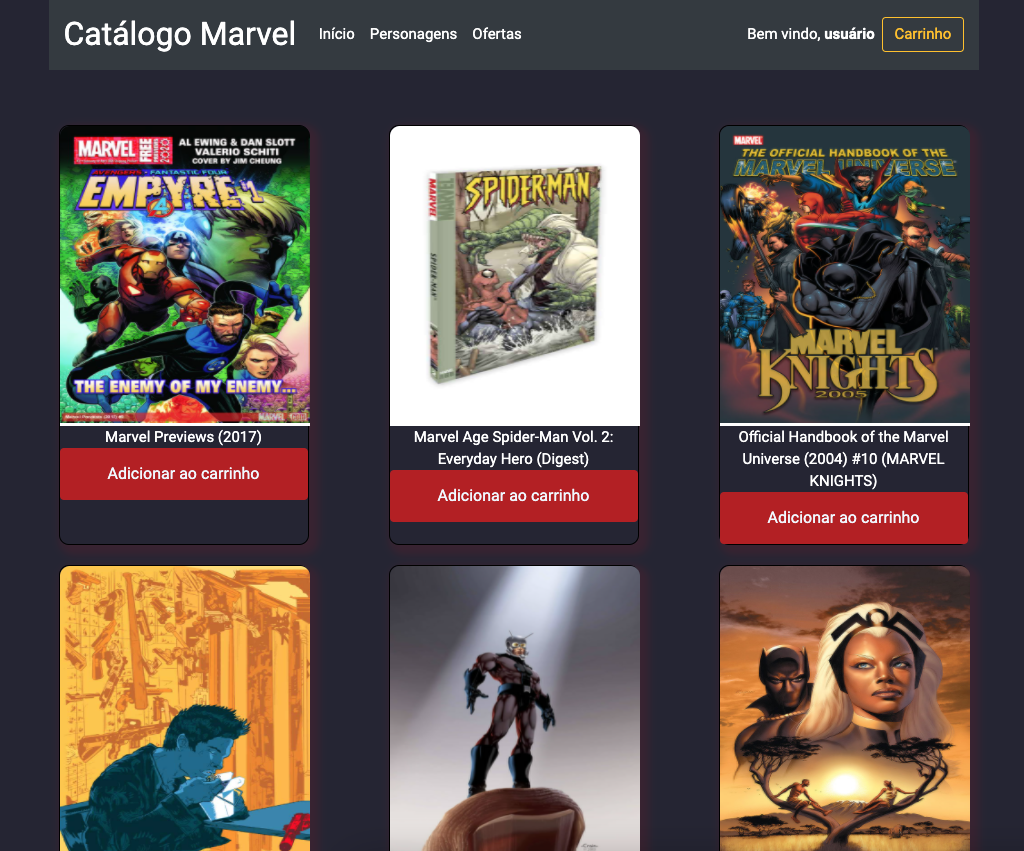 Catálogo Marvel
Início
Personagens
Ofertas
Bem vindo, usuário
Carrinho
MARVEL
FREE
PREVIEWS
2020
AL EWING & DAN SLOTT
VALERIO SCHITI
COVER BY JIM CHEUNG
AVENGERS • FANTASTIC FOUR
EMPYRE #1
THE ENEMY OF MY ENEMY...
Marvel Previews (2017)
Adicionar ao carrinho
MARVEL
SPIDER-MAN
SPIDER-MAN
Marvel Age Spider-Man Vol. 2:
Everyday Hero (Digest)
Adicionar ao carrinho
MARVEL
THE OFFICIAL HANDBOOK OF THE
MARVEL UNIVERSE
MARVEL
KNIGHTS
2005
Official Handbook of the Marvel
Universe (2004) #10 (MARVEL
KNIGHTS)
Adicionar ao carrinho